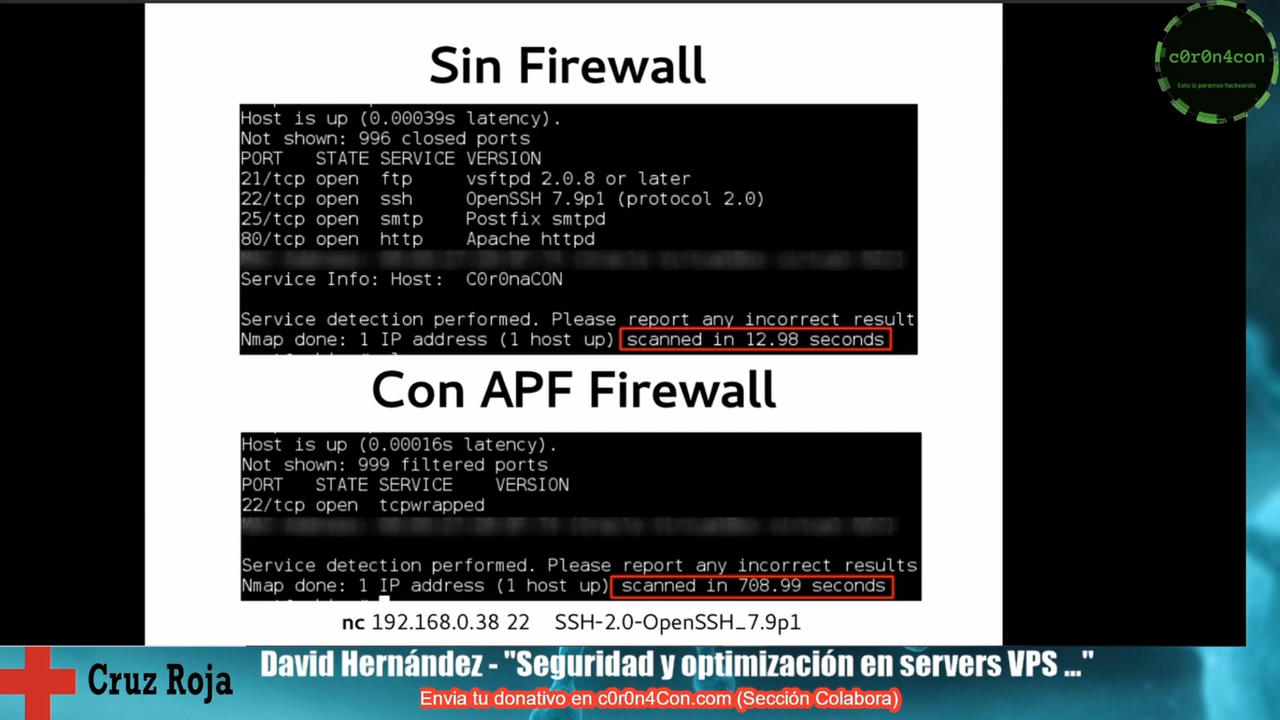 Sin Firewall
Host is up (0.00039s latency).
Not shown: 996 closed ports
PORT   STATE SERVICE VERSION
21/tcp open  ftp     vsftpd 2.0.8 or later
22/tcp open  ssh     OpenSSH 7.9p1 (protocol 2.0)
25/tcp open  smtp    Postfix smtpd
80/tcp open  http    Apache httpd
Service Info: Host:  C0r0naCON
Service detection performed. Please report any incorrect result
Nmap done: 1 IP address (1 host up) scanned in 12.98 seconds
Con APF Firewall
Host is up (0.00016s latency).
Not shown: 999 filtered ports
PORT   STATE SERVICE    VERSION
22/tcp open  tcpwrapped
Service detection performed. Please report any incorrect results
Nmap done: 1 IP address (1 host up) scanned in 708.99 seconds
nc 192.168.0.38 22   SSH-2.0-OpenSSH_7.9p1
c0r0n4con
Esto lo paramos hackeando
Cruz Roja
David Hernández - "Seguridad y optimización en servers VPS ..."
Envia tu donativo en c0r0n4Con.com (Sección Colabora)